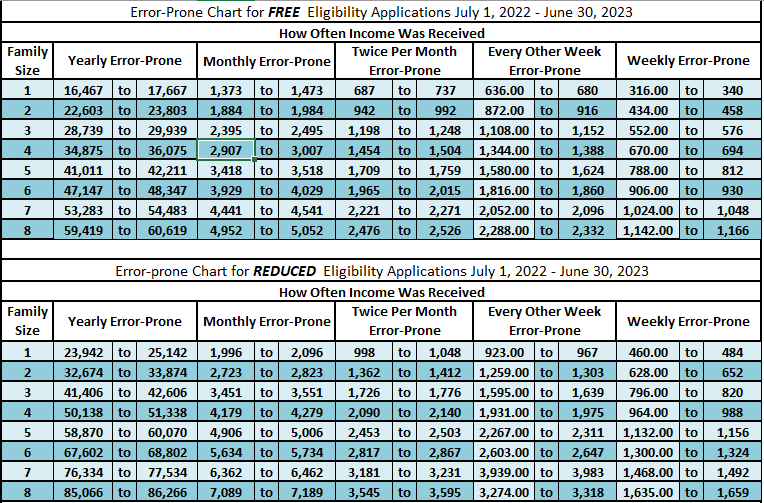 Error-Prone Chart for FREE Eligibility Applications July 1, 2022 - June 30, 2023
How Often Income Was Received
Family Size Yearly Error-Prone Monthly Error-Prone Twice Per Month Error-Prone Every Other Week Error-Prone Weekly Error-Prone
1 16,467 to 17,667 1,373 to 1,473 687 to 737 636.00 to 680 316.00 to 340
2 22,603 to 23,803 1,884 to 1,984 942 to 992 872.00 to 916 434.00 to 458
3 28,739 to 29,939 2,395 to 2,495 1,198 to 1,248 1,108.00 to 1,152 552.00 to 576
4 34,875 to 36,075 2,907 to 3,007 1,454 to 1,504 1,344.00 to 1,388 670.00 to 694
5 41,011 to 42,211 3,418 to 3,518 1,709 to 1,759 1,580.00 to 1,624 788.00 to 812
6 47,147 to 48,347 3,929 to 4,029 1,965 to 2,015 1,816.00 to 1,860 906.00 to 930
7 53,283 to 54,483 4,441 to 4,541 2,221 to 2,271 2,052.00 to 2,096 1,024.00 to 1,048
8 59,419 to 60,619 4,952 to 5,052 2,476 to 2,526 2,288.00 to 2,332 1,142.00 to 1,166
Error-prone Chart for REDUCED Eligibility Applications July 1, 2022 - June 30, 2023
How Often Income Was Received
Family Size Yearly Error-Prone Monthly Error-Prone Twice Per Month Error-Prone Every Other Week Error-Prone Weekly Error-Prone
1 23,942 to 25,142 1,996 to 2,096 998 to 1,048 923.00 to 967 460.00 to 484
2 32,674 to 33,874 2,723 to 2,823 1,362 to 1,412 1,259.00 to 1,303 628.00 to 652
3 41,406 to 42,606 3,451 to 3,551 1,726 to 1,776 1,595.00 to 1,639 796.00 to 820
4 50,138 to 51,338 4,179 to 4,279 2,090 to 2,140 1,931.00 to 1,975 964.00 to 988
5 58,870 to 60,070 4,906 to 5,006 2,453 to 2,503 2,267.00 to 2,311 1,132.00 to 1,156
6 67,602 to 68,802 5,634 to 5,734 2,817 to 2,867 2,603.00 to 2,647 1,300.00 to 1,324
7 76,334 to 77,534 6,362 to 6,462 3,181 to 3,231 3,939.00 to 3,983 1,468.00 to 1,492
8 85,066 to 86,266 7,089 to 7,189 3,545 to 3,595 3,274.00 to 3,318 1,635.00 to 1,659